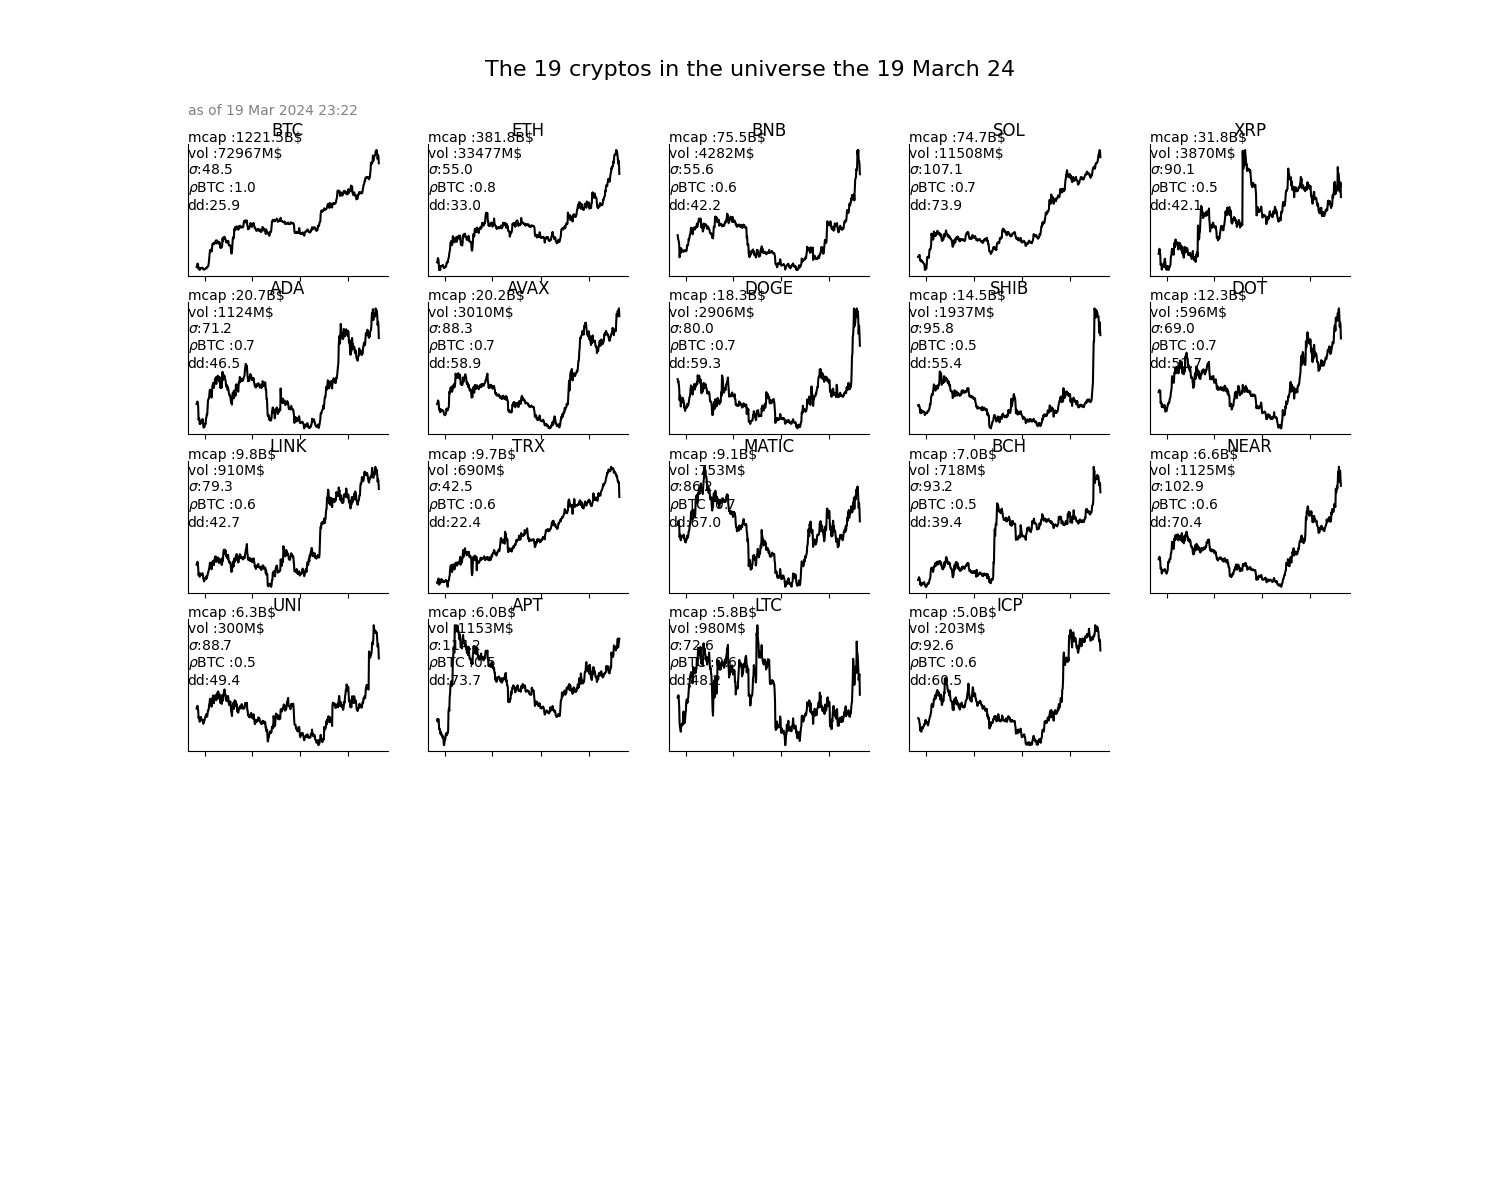 The 19 cryptos in the universe the 19 March 24
as of 19 Mar 2024 23:22
BTC
mcap :1221.3B$
vol :72967M$
σ:48.5
ρBTC :1.0
dd:25.9
ETH
mcap :381.8B$
vol :33477M$
σ:55.0
ρBTC :0.8
dd:33.0
BNB
mcap :75.5B$
vol :4282M$
σ:55.6
ρBTC :0.6
dd:42.2
SOL
mcap :74.7B$
vol :11508M$
σ:107.1
ρBTC :0.7
dd:73.9
XRP
mcap :31.8B$
vol :3870M$
σ:90.1
ρBTC :0.5
dd:42.1
ADA
mcap :20.7B$
vol :1124M$
σ:71.2
ρBTC :0.7
dd:46.5
AVAX
mcap :20.2B$
vol :3010M$
σ:88.3
ρBTC :0.7
dd:58.9
DOGE
mcap :18.3B$
vol :2906M$
σ:80.0
ρBTC :0.7
dd:59.3
SHIB
mcap :14.5B$
vol :1937M$
σ:95.8
ρBTC :0.5
dd:55.4
DOT
mcap :12.3B$
vol :596M$
σ:69.0
ρBTC :0.7
LINK
mcap :9.8B$
vol :910M$
σ:79.3
ρBTC :0.6
dd:42.7
TRX
mcap :9.7B$
vol :690M$
σ:42.5
ρBTC :0.6
dd:22.4
MATIC
mcap :9.1B$
vol :753M$
σ:86.2
ρBTC :0.7
dd:67.0
BCH
mcap :7.0B$
vol :718M$
σ:93.2
ρBTC :0.5
dd:39.4
NEAR
mcap :6.6B$
vol :1125M$
σ:102.9
ρBTC :0.6
dd:70.4
UNI
mcap :6.3B$
vol :300M$
σ:88.7
ρBTC :0.5
dd:49.4
APT
mcap :6.0B$
vol :1153M$
ρBTC :0.5
dd:73.7
LTC
mcap :5.8B$
vol :980M$
σ:72.6
ρBTC :0.6
dd:48.2
ICP
mcap :5.0B$
vol :203M$
σ:92.6
ρBTC :0.6
dd:60.5